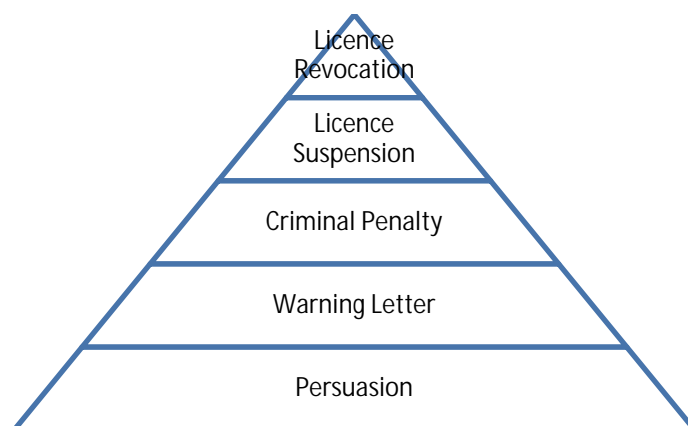 Licence
Revocation
Licence
Suspension
Criminal Penalty
Warning Letter
Persuasion